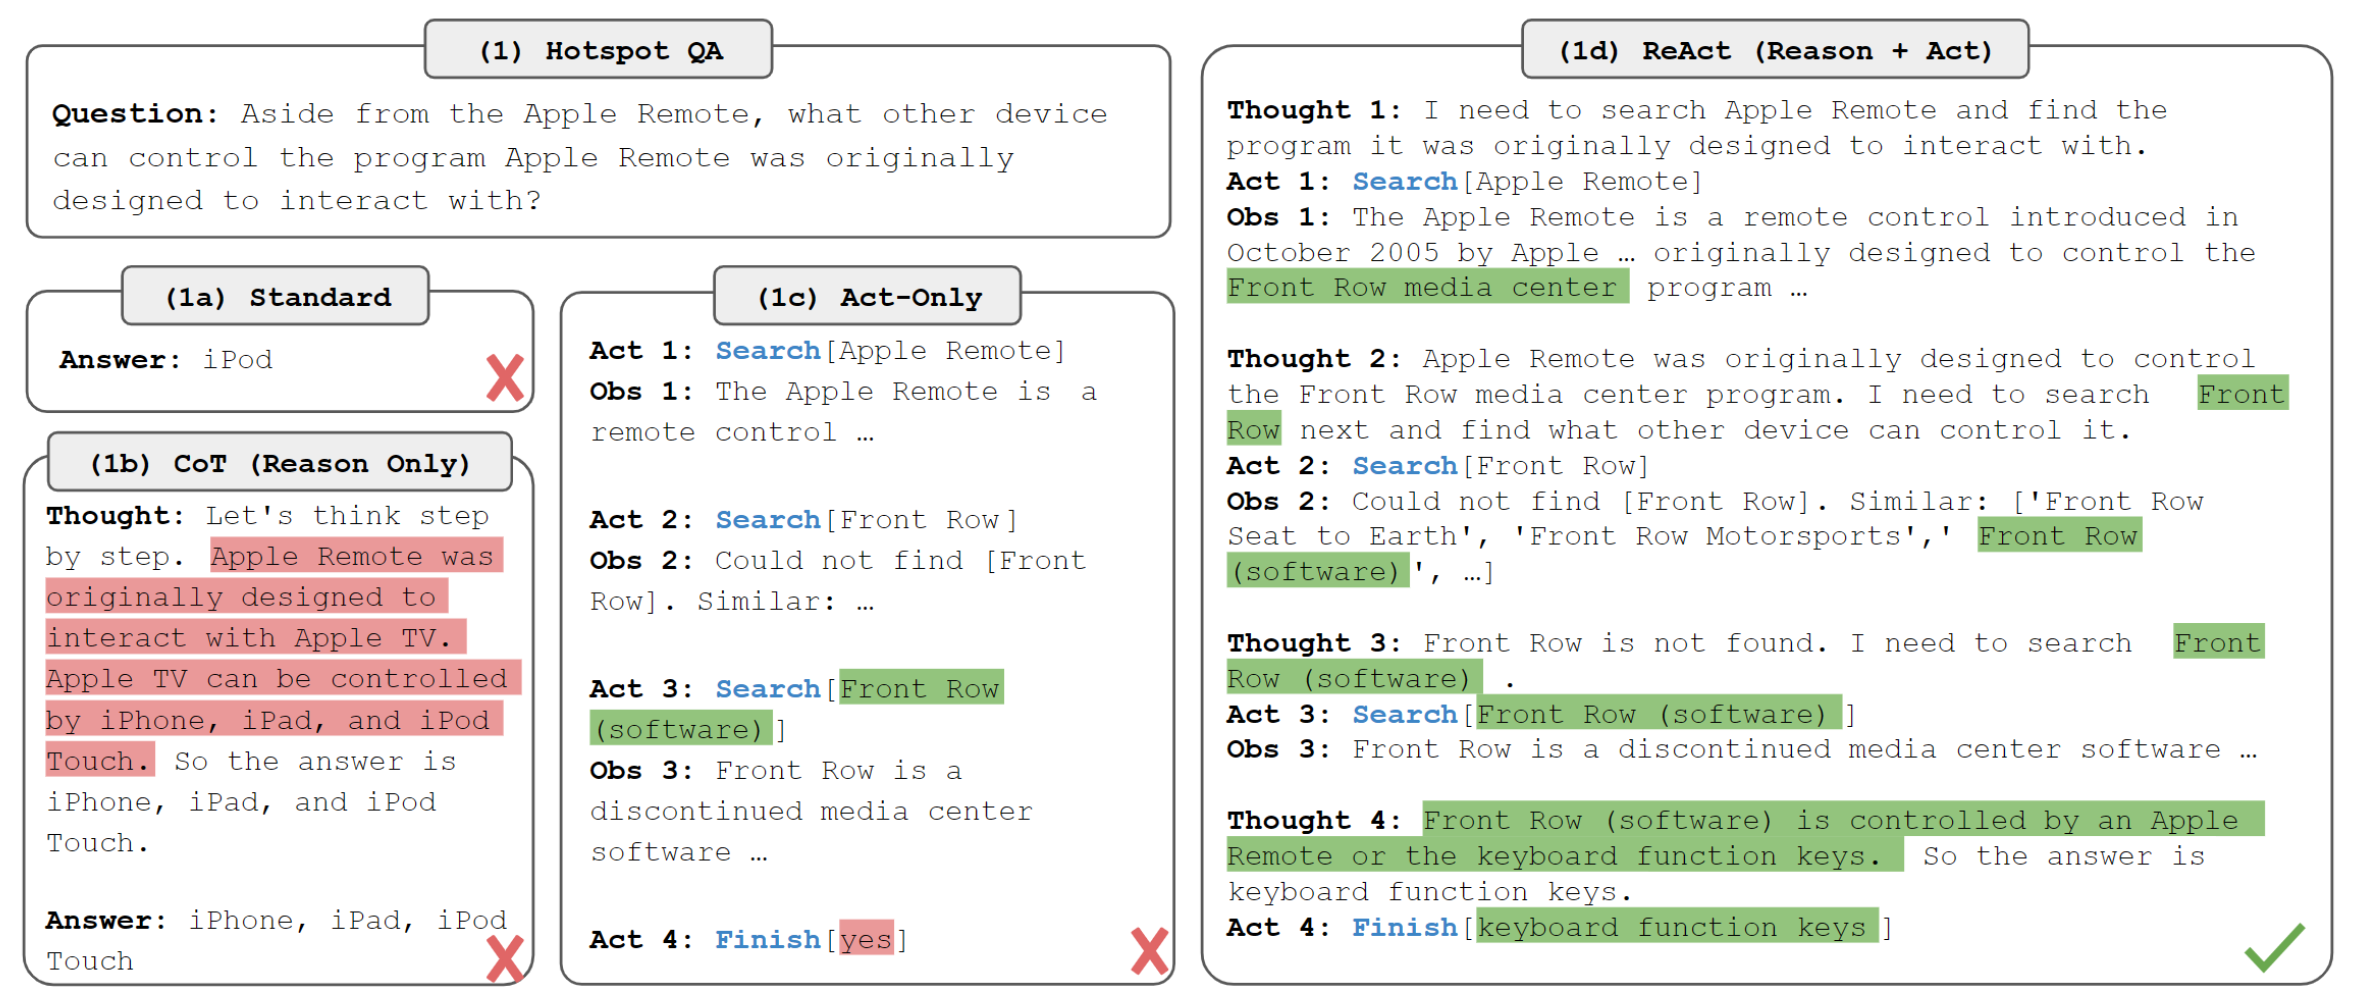 (1) Hotspot QA
Question: Aside from the Apple Remote, what other device
can control the program Apple Remote was originally
designed to interact with?
(1a) Standard
Answer: iPod
(1b) CoT (Reason Only)
Thought: Let's think step
by step. Apple Remote was
originally designed to
interact with Apple TV.
Apple TV can be controlled
by iPhone, iPad, and iPod
Touch. So the answer is
iPhone, iPad, and iPod
Touch.
Answer: iPhone, iPad, iPod
Touch
(1c) Act-Only
Act 1: Search[Apple Remote]
Obs 1: The Apple Remote is a
remote control …
Act 2: Search[Front Row]
Obs 2: Could not find [Front
Row]. Similar: …
Act 3: Search[Front Row
(software)]
Obs 3: Front Row is a
discontinued media center
software …
Act 4: Finish[yes]
(1d) ReAct (Reason + Act)
Thought 1: I need to search Apple Remote and find the
program it was originally designed to interact with.
Act 1: Search[Apple Remote]
Obs 1: The Apple Remote is a remote control introduced in
October 2005 by Apple … originally designed to control the
Front Row media center program …
Thought 2: Apple Remote was originally designed to control
the Front Row media center program. I need to search Front
Row next and find what other device can control it.
Act 2: Search[Front Row]
Obs 2: Could not find [Front Row]. Similar: ['Front Row
Seat to Earth', 'Front Row Motorsports',' Front Row
(software)', …]
Thought 3: Front Row is not found. I need to search Front
Row (software) .
Act 3: Search[Front Row (software)]
Obs 3: Front Row is a discontinued media center software …
Thought 4: Front Row (software) is controlled by an Apple
Remote or the keyboard function keys. So the answer is
keyboard function keys.
Act 4: Finish[keyboard function keys]